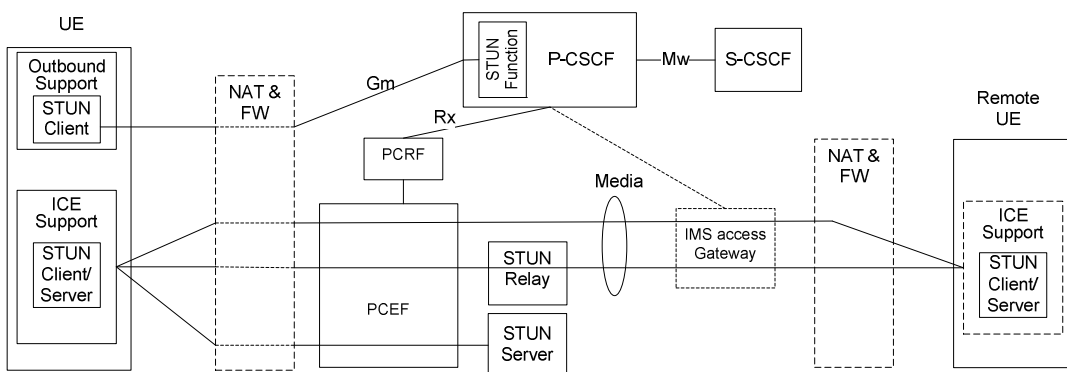 UE
Outbound
Support
STUN
Client
ICE
Support
STUN
Client/
Server
NAT &
FW
Gm
STUN
Function
P-CSCF
Mw
S-CSCF
Rx
PCRF
PCEF
Media
STUN
Relay
STUN
Server
IMS access
Gateway
NAT &
FW
Remote
UE
ICE
Support
STUN
Client/
Server